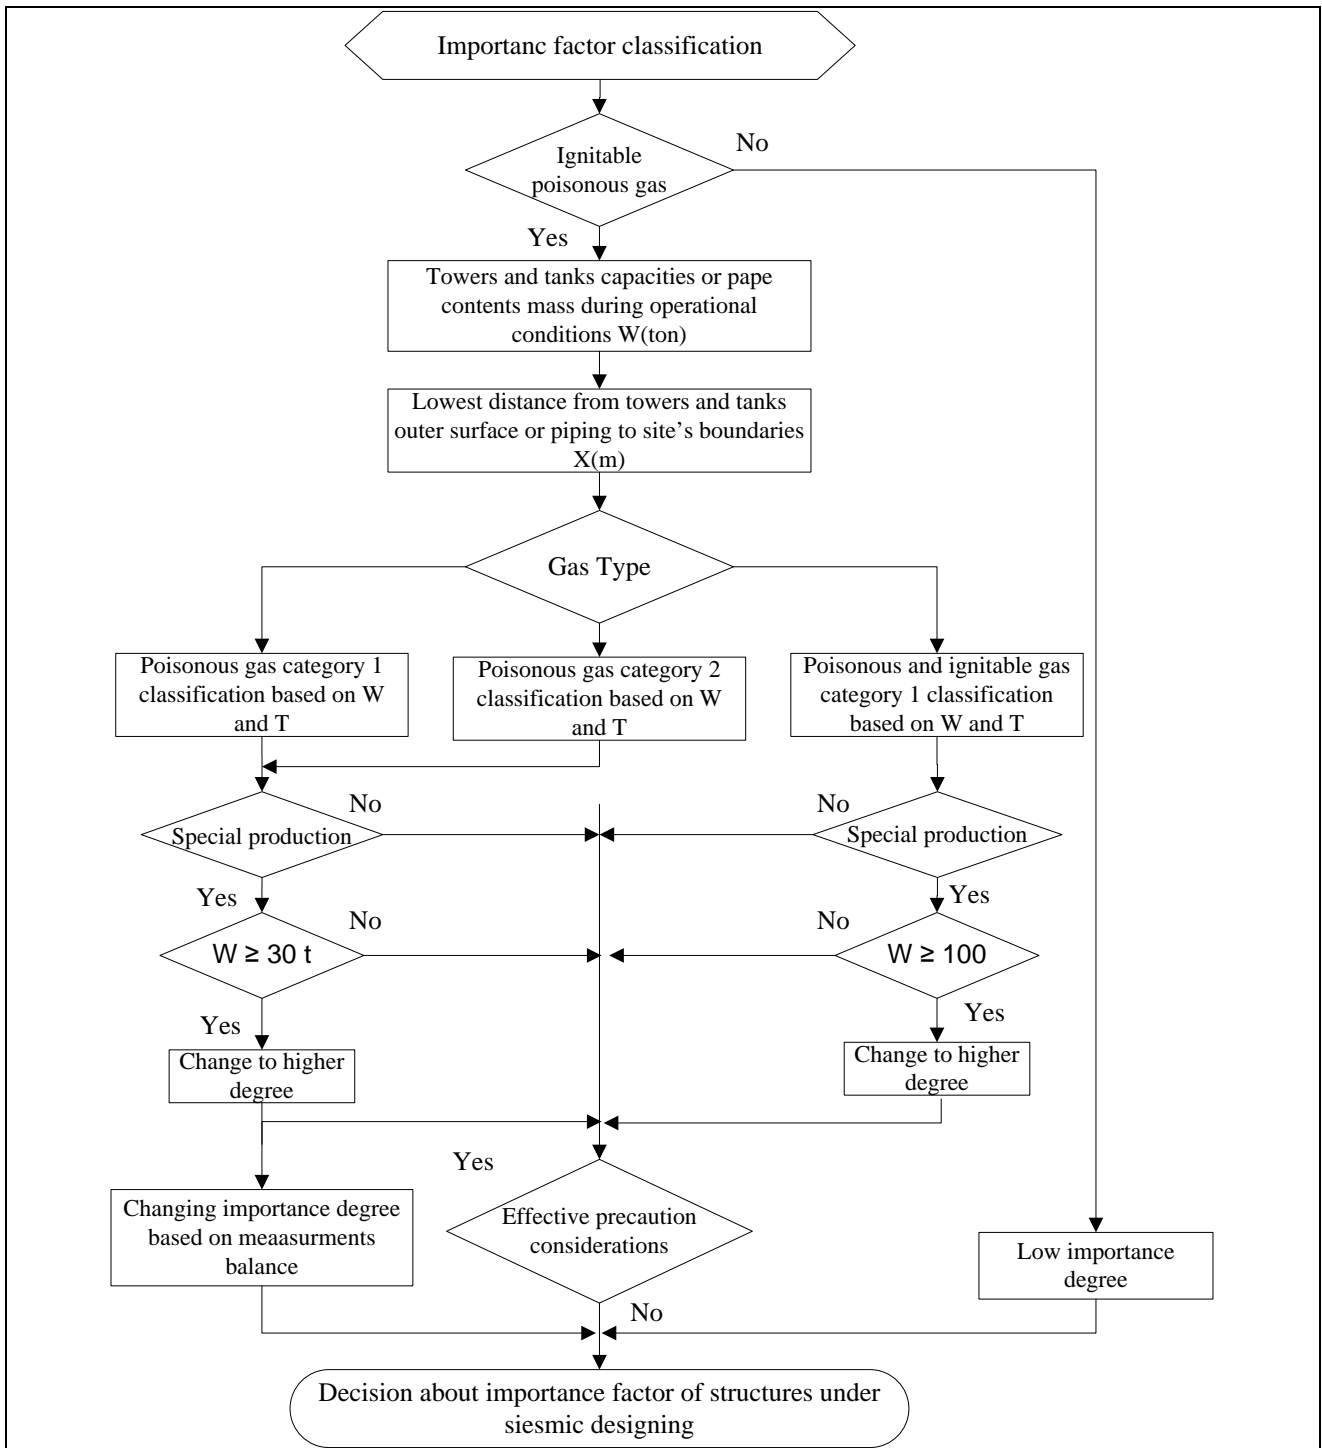 Importanc factor classification
No
Ignitable
poisonous gas
Yes
Towers and tanks capacities or pape
contents mass during operational
conditions W(ton)
Lowest distance from towers and tanks
outer surface or piping to site’s boundaries
X(m)
Gas Type
Poisonous gas category 1
classification based on W
and T
Poisonous gas category 2
classification based on W
and T
Poisonous and ignitable gas
category 1 classification
based on W and T
No
No
Special production
Special production
Yes
Yes
No
No
W ≥ 30 t
W ≥ 100
Yes
Yes
Change to higher
degree
Change to higher
degree
Yes
Changing importance degree
based on meaasurments
balance
Effective precaution
considerations
Low importance
degree
No
Decision about importance factor of structures under
siesmic designing